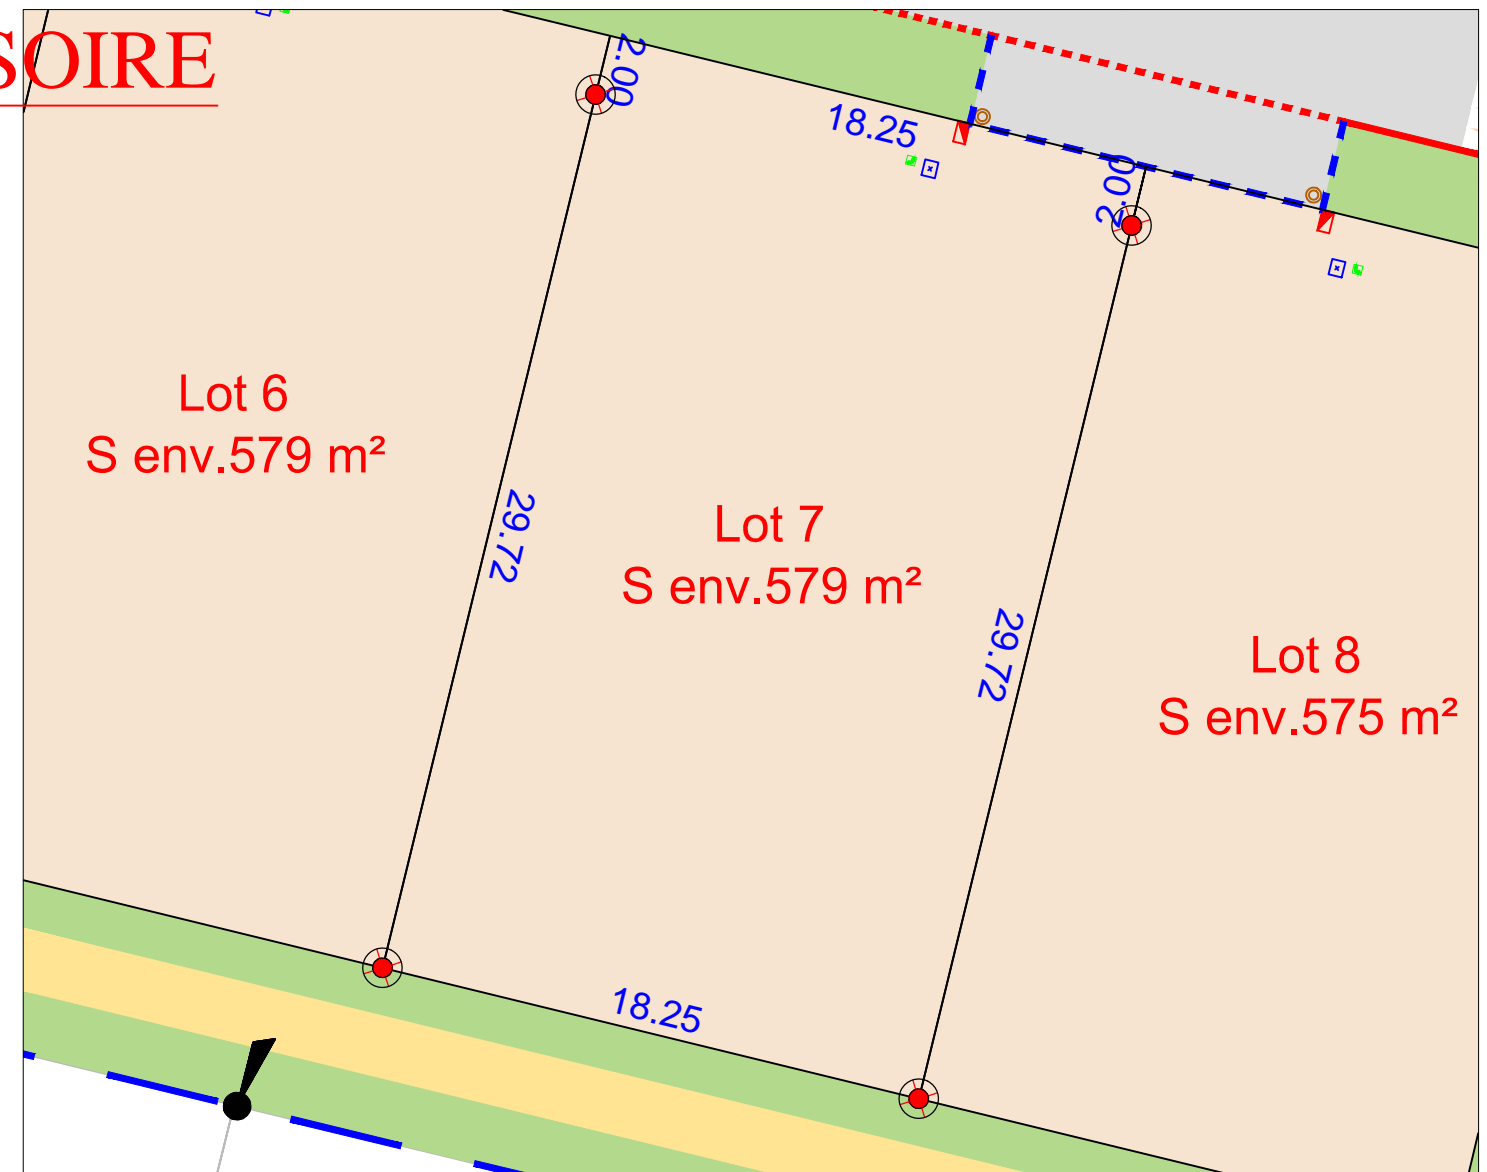 SOIRE
2.00
18.25
2.00
Lot 6
S env.579 m²
29.72
Lot 7
S env.579 m²
29.72
Lot 8
S env.575 m²
18.25